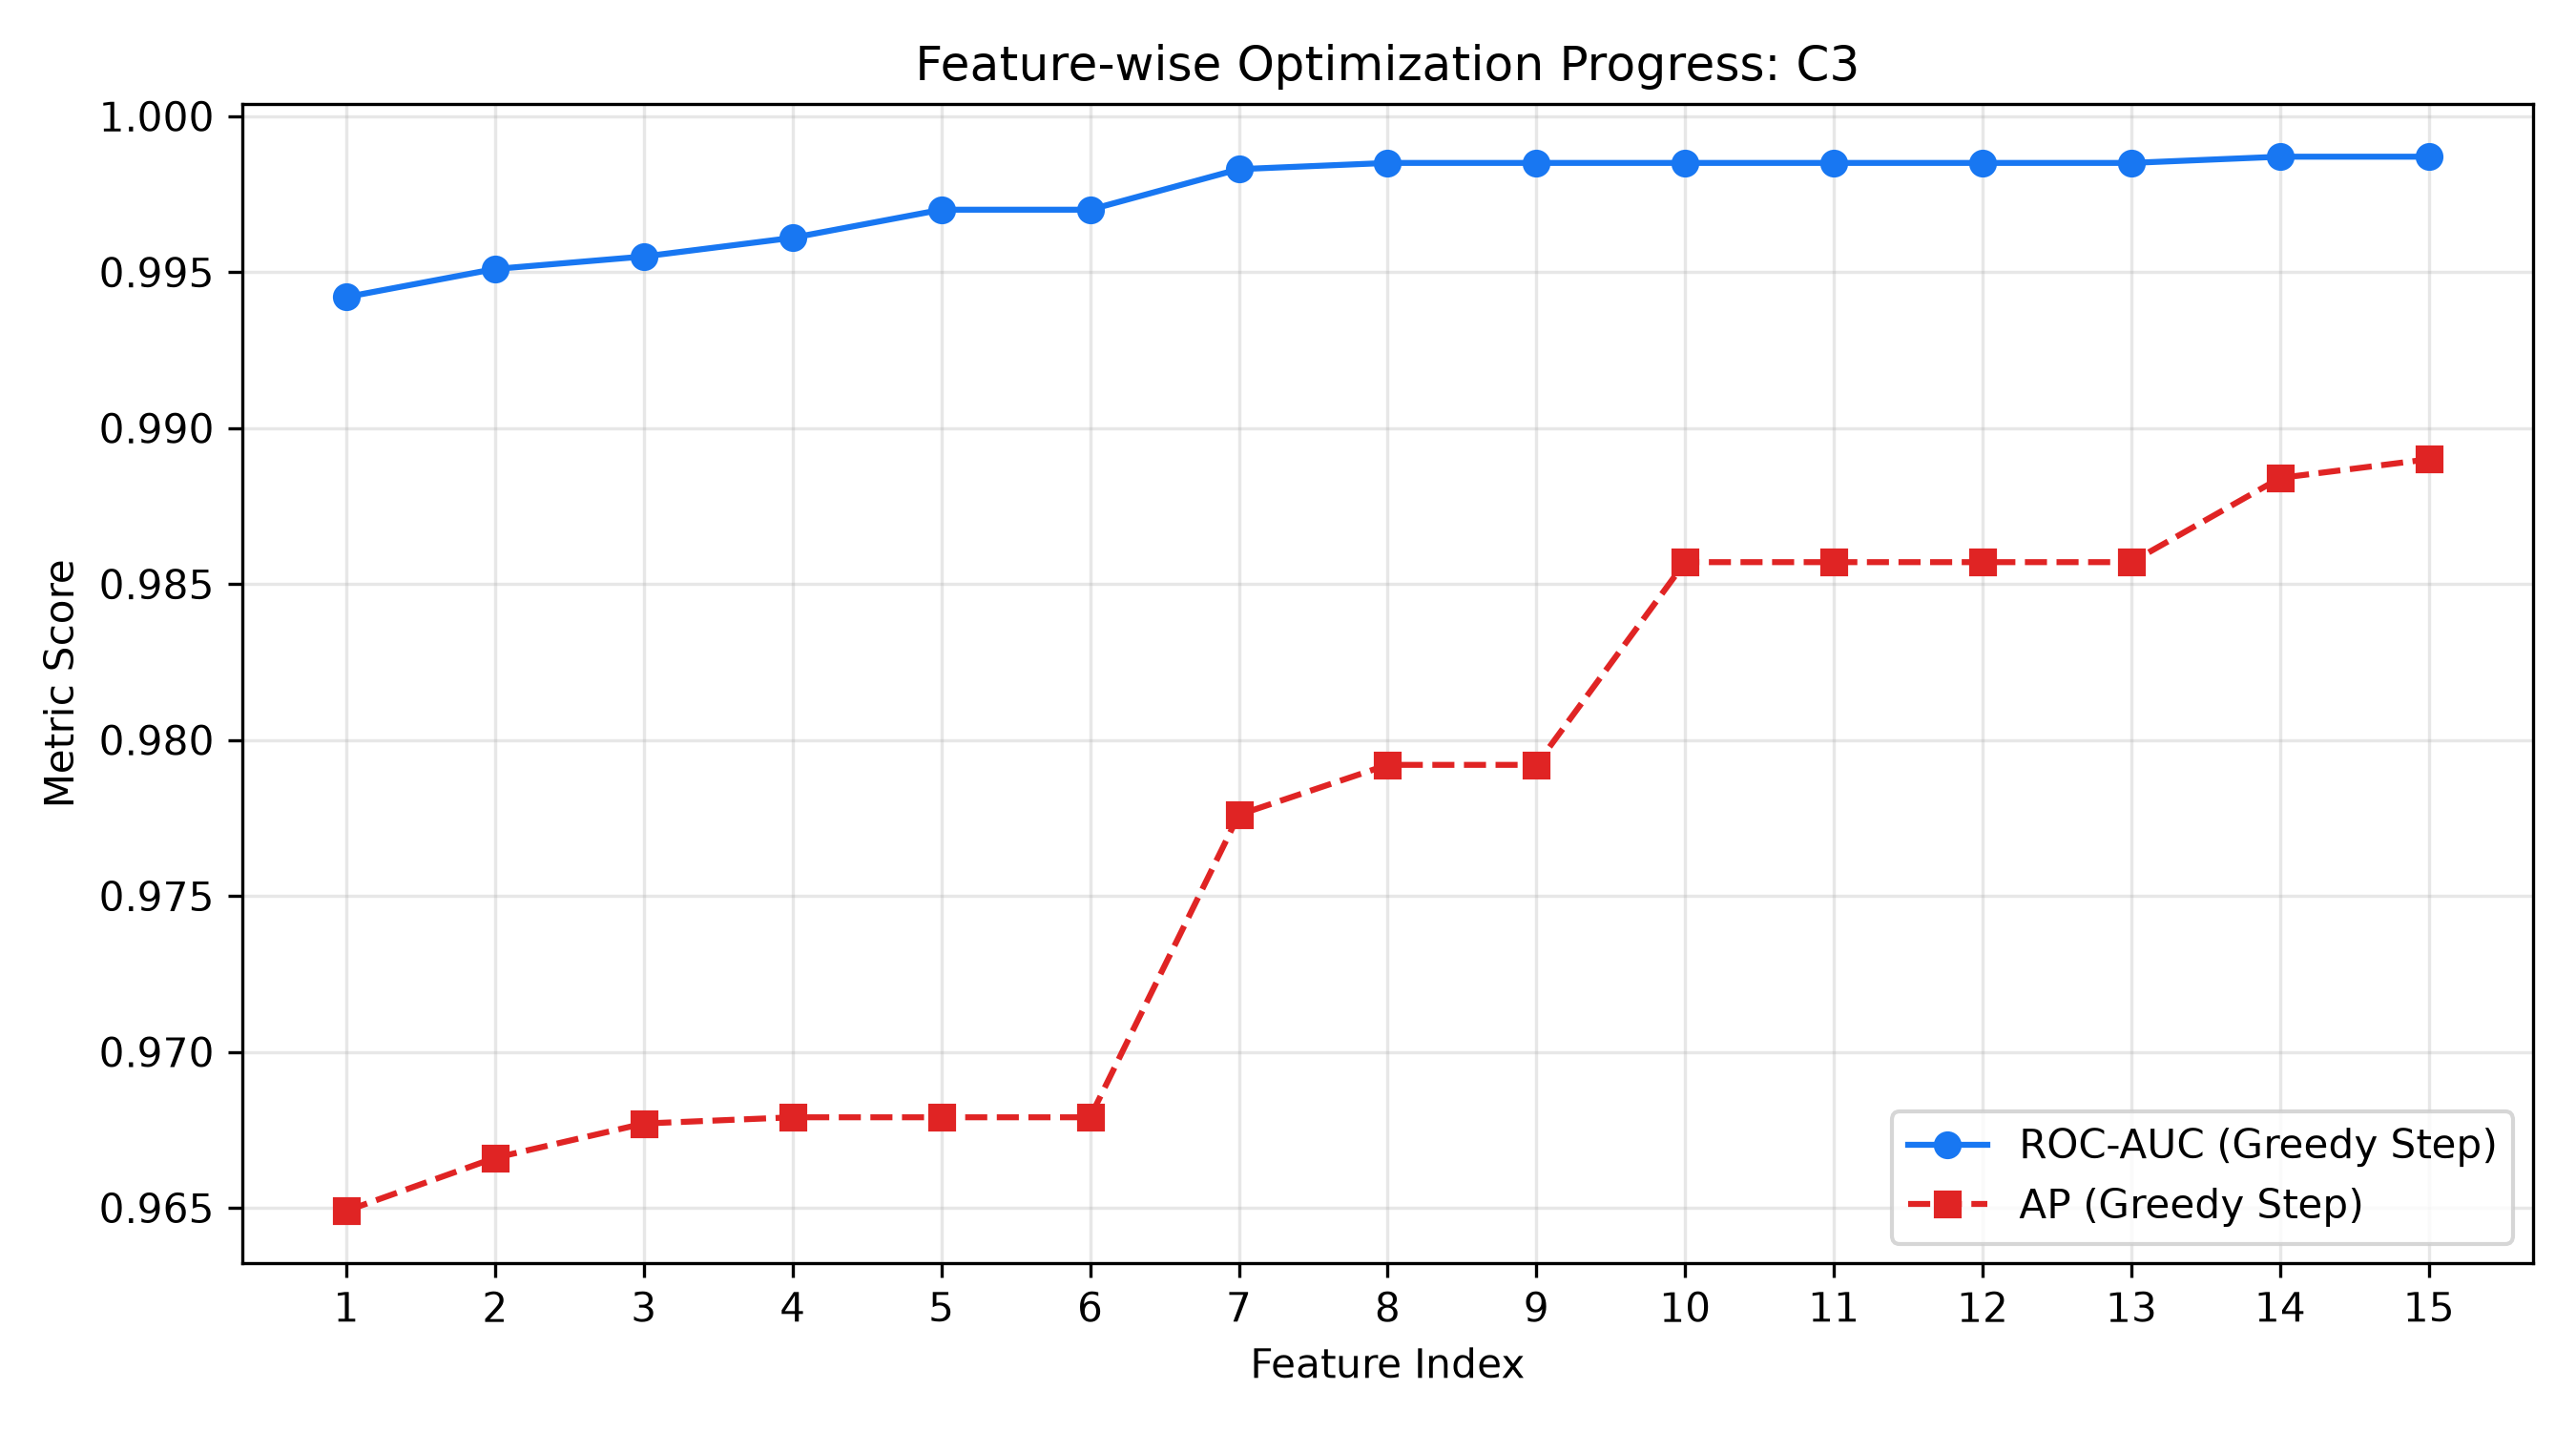 Feature-wise Optimization Progress: C3
1.000
0.995
0.990
0.985
0.980
0.975
0.970
0.965
Metric Score
ROC-AUC (Greedy Step)
AP (Greedy Step)
1 2 3 4 5 6 7 8 9 10 11 12 13 14 15
Feature Index